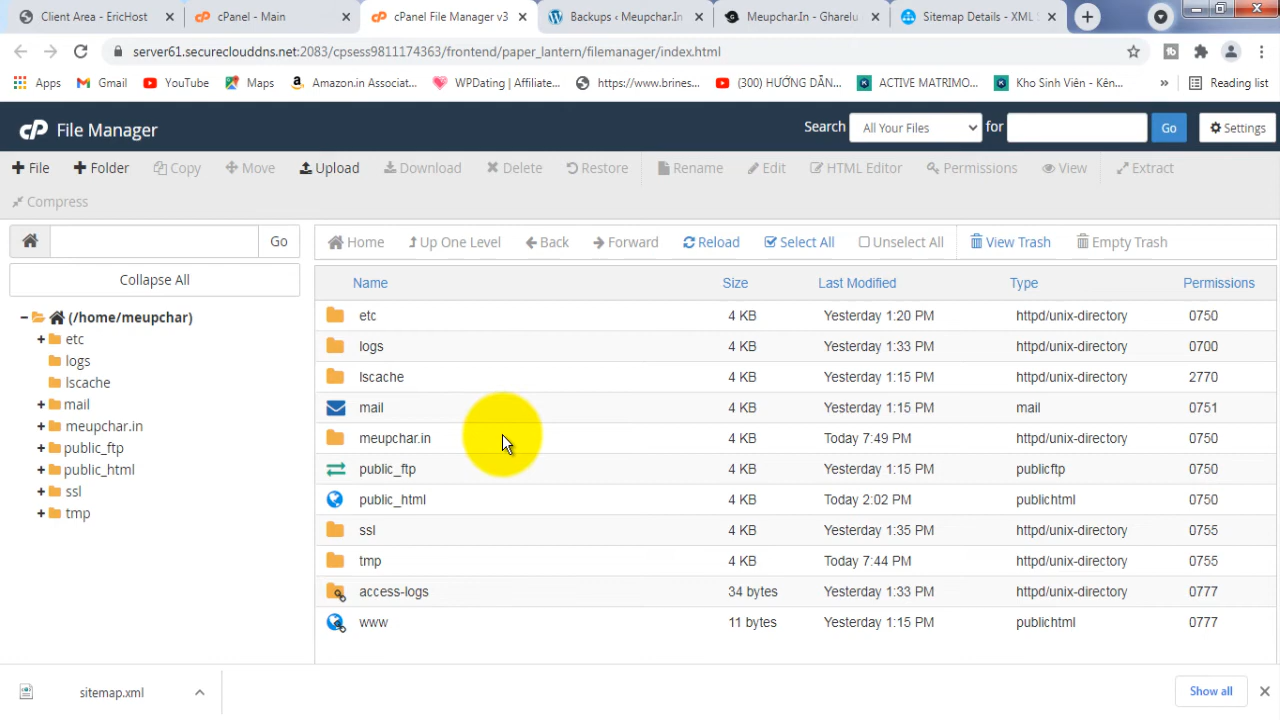 Client Area - EricHost
cPanel - Main
cPanel File Manager v3
Backups ‹ Meupchar.In
Meupchar.In - Gharelu
Sitemap Details - XML S
server61.secureclouddns.net:2083/cpsess9811174363/frontend/paper_lantern/filemanager/index.html
Apps
Gmail
YouTube
Maps
Amazon.in Associat...
WPDating | Affiliate...
https://www.brines...
(300) HƯỚNG DẪN...
ACTIVE MATRIMO...
Kho Sinh Viên - Kên...
»
Reading list
cP File Manager
Search
All Your Files
for
Go
Settings
File
Folder
Copy
Move
Upload
Download
Delete
Restore
Rename
Edit
HTML Editor
Permissions
View
Extract
Compress
Go
Home
Up One Level
Back
Forward
Reload
Select All
Unselect All
View Trash
Empty Trash
Collapse All
(/home/meupchar)
etc
logs
lscache
mail
meupchar.in
public_ftp
public_html
ssl
tmp
Name Size Last Modified Type Permissions
etc 4 KB Yesterday 1:20 PM httpd/unix-directory 0750
logs 4 KB Yesterday 1:33 PM httpd/unix-directory 0700
lscache 4 KB Yesterday 1:15 PM httpd/unix-directory 2770
mail 4 KB Yesterday 1:15 PM mail 0751
meupchar.in 4 KB Today 7:49 PM httpd/unix-directory 0750
public_ftp 4 KB Yesterday 1:15 PM publicftp 0750
public_html 4 KB Today 2:02 PM publichtml 0750
ssl 4 KB Yesterday 1:35 PM httpd/unix-directory 0755
tmp 4 KB Today 7:44 PM httpd/unix-directory 0755
access-logs 34 bytes Yesterday 1:33 PM httpd/unix-directory 0777
www 11 bytes Yesterday 1:15 PM publichtml 0777
sitemap.xml
Show all